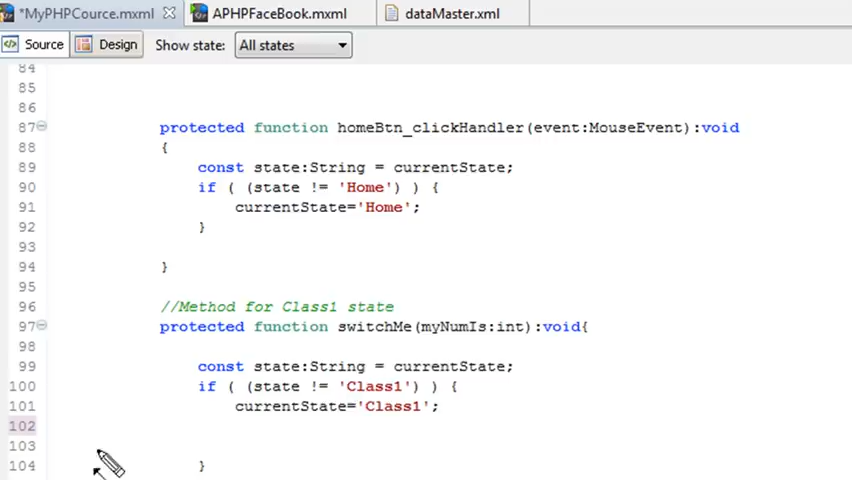 *MyPHPCource.mxml APHPFaceBook.mxml dataMaster.xml
Source Design Show state: All states
84
85
86
87 protected function homeBtn_clickHandler(event:MouseEvent):void
88 {
89 const state:String = currentState;
90 if ( (state != 'Home') ) {
91 currentState='Home';
92 }
93
94 }
95
96 //Method for Class1 state
97 protected function switchMe(myNumIs:int):void{
98
99 const state:String = currentState;
100 if ( (state != 'Class1') ) {
101 currentState='Class1';
102
103
104 }